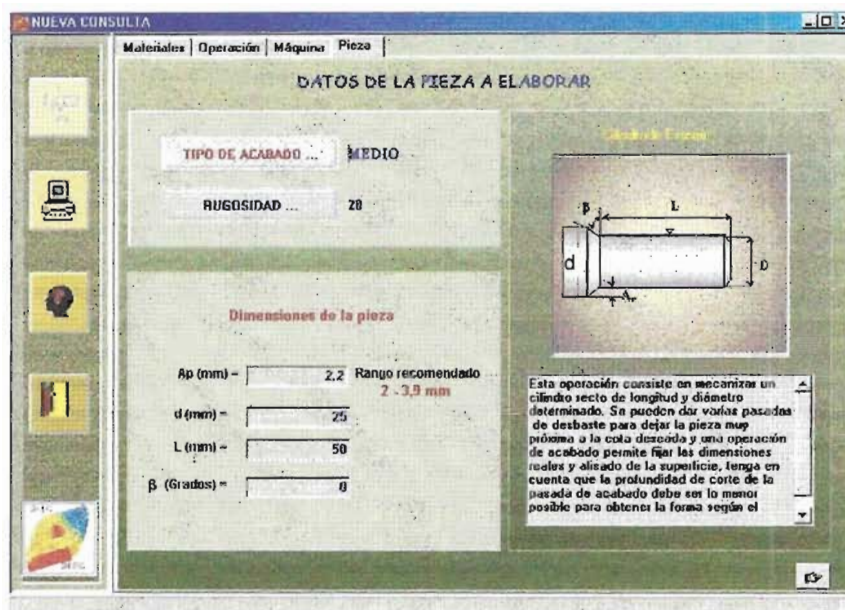 NUEVA CONSULTA
Materiales Operación Máquina Pieza
DATOS DE LA PIEZA A ELABORAR
TIPO DE ACABADO ... MEDIO
RUGOSIDAD ... 20
Dimensiones de la pieza
Ap (mm) = 2.2 Rango recomendado
2 - 3,9 mm
d (mm) = 25
L (mm) = 50
β (Grados) = 0
β L
d D
Ap
Esta operación consiste en mecanizar un
cilindro recto de longitud y diámetro
determinado. Se pueden dar varias pasadas
de desbaste para dejar la pieza muy
próxima a la cota deseada y una operación
de acabado permite fijar las dimensiones
reales y alisado de la superficie, tenga en
cuenta que la profundidad de corte de la
pasada de acabado debe ser lo menor
posible para obtener la forma según el